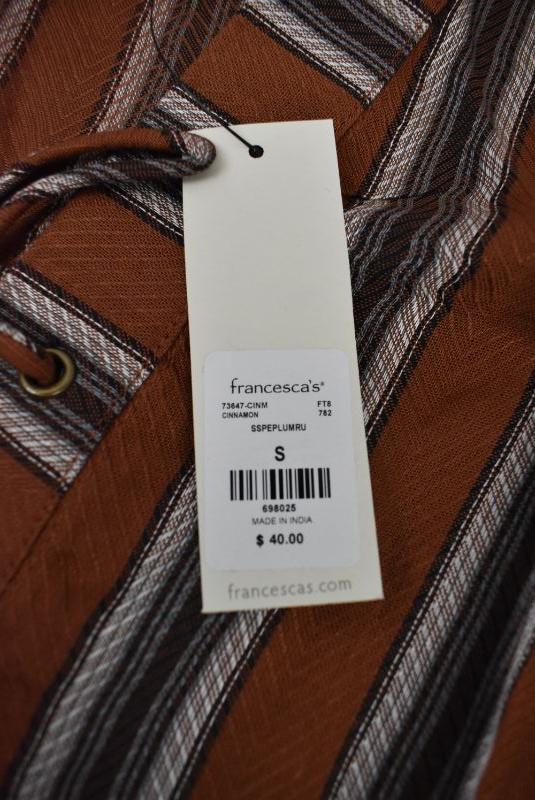 francesca's®
73647-CINM FT8
CINNAMON 782
SSPEPLUMRU
S
698025
MADE IN INDIA
$ 40.00
francescas.com